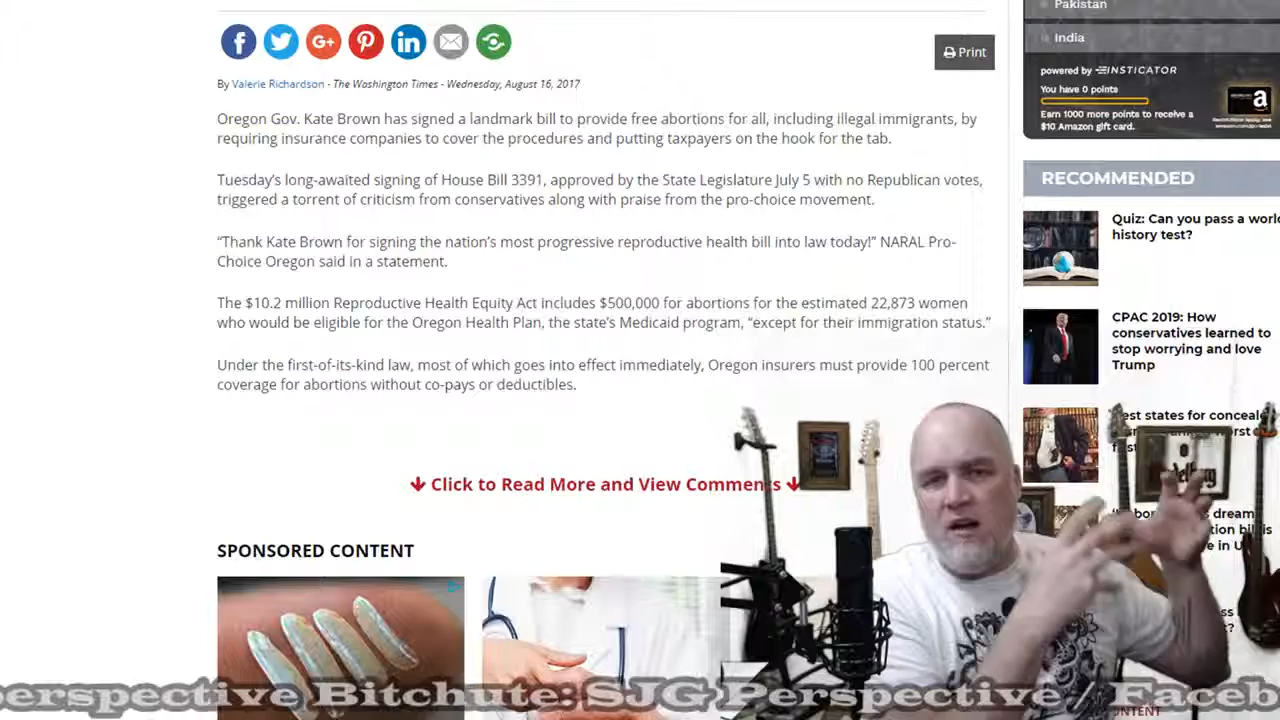 Pakistan
India
Print
powered by INSTICATOR
You have 0 points
Earn 1000 more points to receive a
$10 Amazon gift card.
By Valerie Richardson - The Washington Times - Wednesday, August 16, 2017
Oregon Gov. Kate Brown has signed a landmark bill to provide free abortions for all, including illegal immigrants, by
requiring insurance companies to cover the procedures and putting taxpayers on the hook for the tab.
Tuesday's long-awaited signing of House Bill 3391, approved by the State Legislature July 5 with no Republican votes,
triggered a torrent of criticism from conservatives along with praise from the pro-choice movement.
“Thank Kate Brown for signing the nation's most progressive reproductive health bill into law today!” NARAL Pro-
Choice Oregon said in a statement.
The $10.2 million Reproductive Health Equity Act includes $500,000 for abortions for the estimated 22,873 women
who would be eligible for the Oregon Health Plan, the state's Medicaid program, “except for their immigration status.”
Under the first-of-its-kind law, most of which goes into effect immediately, Oregon insurers must provide 100 percent
coverage for abortions without co-pays or deductibles.
Click to Read More and View Comments
SPONSORED CONTENT
RECOMMENDED
Quiz: Can you pass a world
history test?
CPAC 2019: How
conservatives learned to
stop worrying and love
Trump
est states for conceale
dream
tion bill is
e in U
perspective Bitchute: SJG Perspective / Faceb